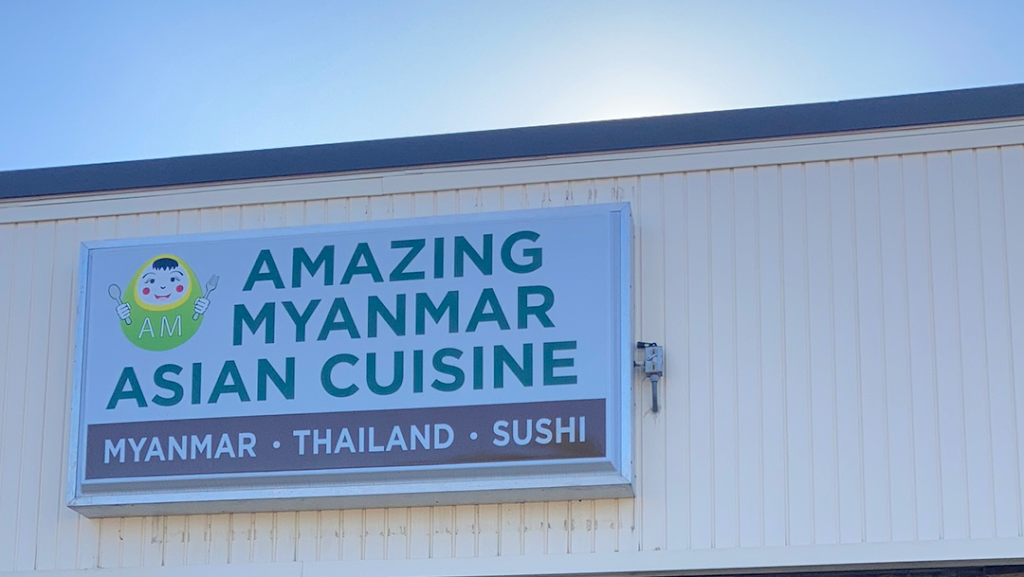 AMAZING
MYANMAR
ASIAN CUISINE
AM
MYANMAR · THAILAND · SUSHI